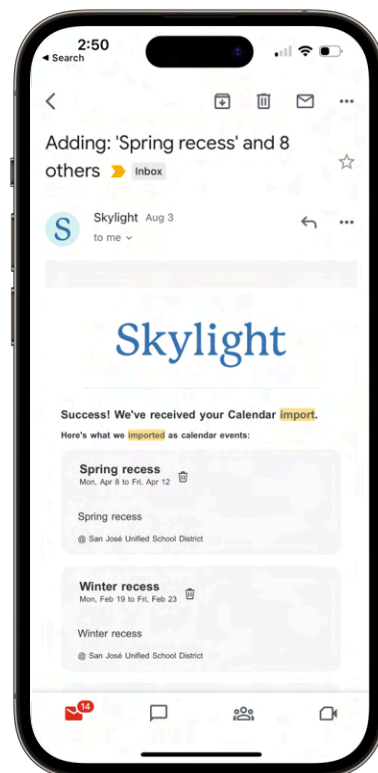 2:50
Search
Adding: 'Spring recess' and 8
others Inbox
S
Skylight Aug 3
to me
Skylight
Success! We've received your Calendar import.
Here's what we imported as calendar events:
Spring recess
Mon, Apr 8 to Fri, Apr 12
Spring recess
@ San José Unified School District
Winter recess
Mon, Feb 19 to Fri, Feb 23
Winter recess
@ San José Unified School District
14